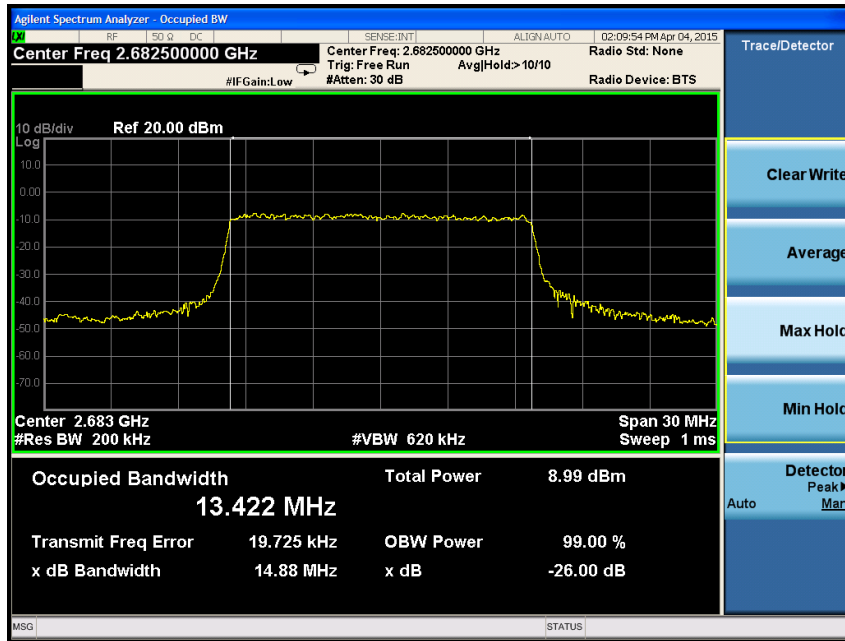 Agilent Spectrum Analyzer - Occupied BW
LXI RF 50 Ω DC SENSE:INT ALIGN AUTO 02:09:54 PM Apr 04, 2015
Center Freq 2.682500000 GHz Center Freq: 2.682500000 GHz Radio Std: None
Trig: Free Run Avg|Hold:> 10/10
#IFGain:Low #Atten: 30 dB Radio Device: BTS
Trace/Detector
10 dB/div Ref 20.00 dBm
Log
10.0
0.00
-10.0
-20.0
-30.0
-40.0
-50.0
-60.0
-70.0
Center 2.683 GHz Span 30 MHz
#Res BW 200 kHz #VBW 620 kHz Sweep 1 ms
Occupied Bandwidth Total Power 8.99 dBm
13.422 MHz
Transmit Freq Error 19.725 kHz OBW Power 99.00 %
x dB Bandwidth 14.88 MHz x dB -26.00 dB
Clear Write
Average
Max Hold
Min Hold
Detector
Peak▶
Auto Man
MSG STATUS